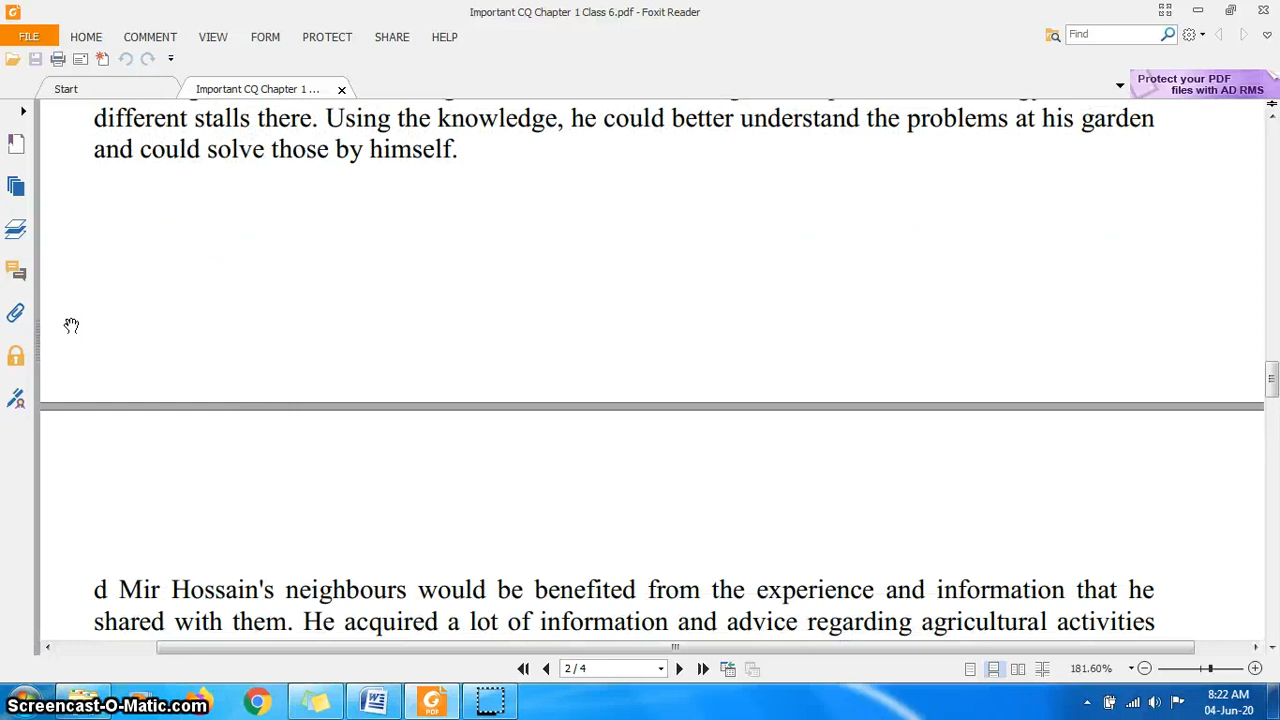 Important CQ Chapter 1 Class 6.pdf - Foxit Reader
FILE HOME COMMENT VIEW FORM PROTECT SHARE HELP
Find
Start
Important CQ Chapter 1 ...
Protect your PDF
files with AD RMS
different stalls there. Using the knowledge, he could better understand the problems at his garden
and could solve those by himself.
d Mir Hossain's neighbours would be benefited from the experience and information that he
shared with them. He acquired a lot of information and advice regarding agricultural activities
2 / 4
181.60%
Screencast-O-Matic.com
PDF
8:22 AM
04-Jun-20